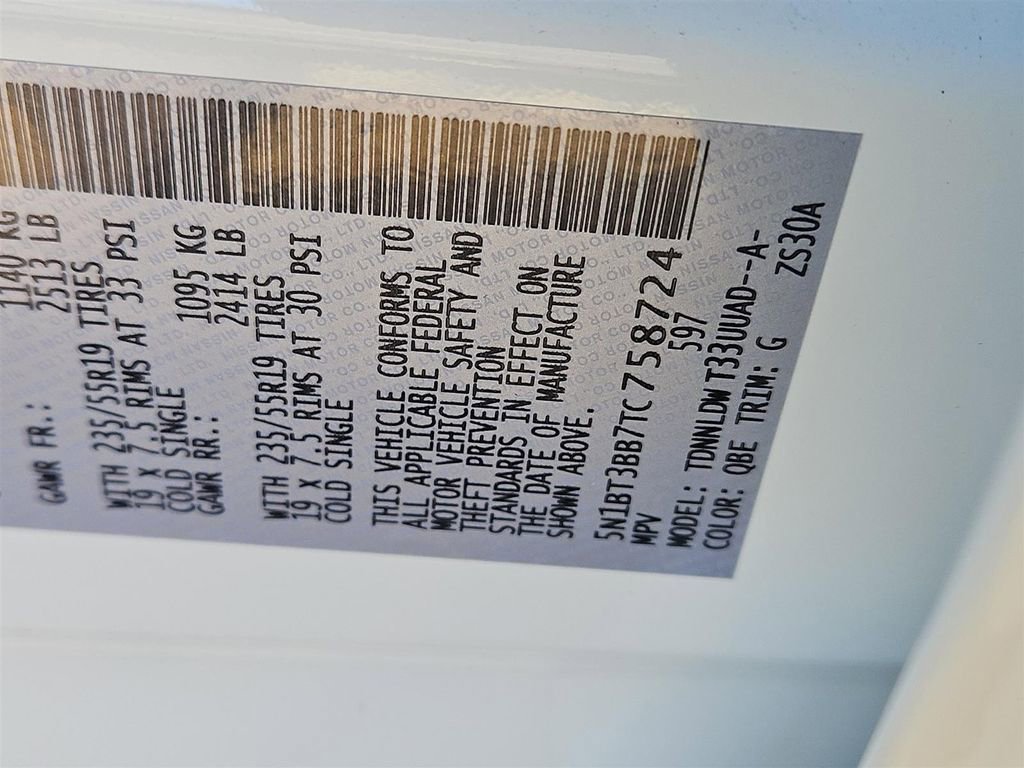 1140 KG
2513 LB
GAWR FR.:
WITH 235/55R19 TIRES
19 X 7.5 RIMS AT 33 PSI
COLD SINGLE
GAWR RR.:
1095 KG
2414 LB
WITH 235/55R19 TIRES
19 X 7.5 RIMS AT 30 PSI
COLD SINGLE
THIS VEHICLE CONFORMS TO
ALL APPLICABLE FEDERAL
MOTOR VEHICLE SAFETY AND
THEFT PREVENTION
STANDARDS IN EFFECT ON
THE DATE OF MANUFACTURE
SHOWN ABOVE.
5N1BT3BB7TC758724
MPV 597
MODEL: TDWNLDWT33UUAD--A-
COLOR: QBE TRIM: G ZS30A